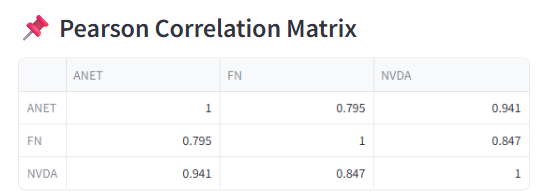 📌 Pearson Correlation Matrix
ANET FN NVDA
ANET 1 0.795 0.941
FN 0.795 1 0.847
NVDA 0.941 0.847 1